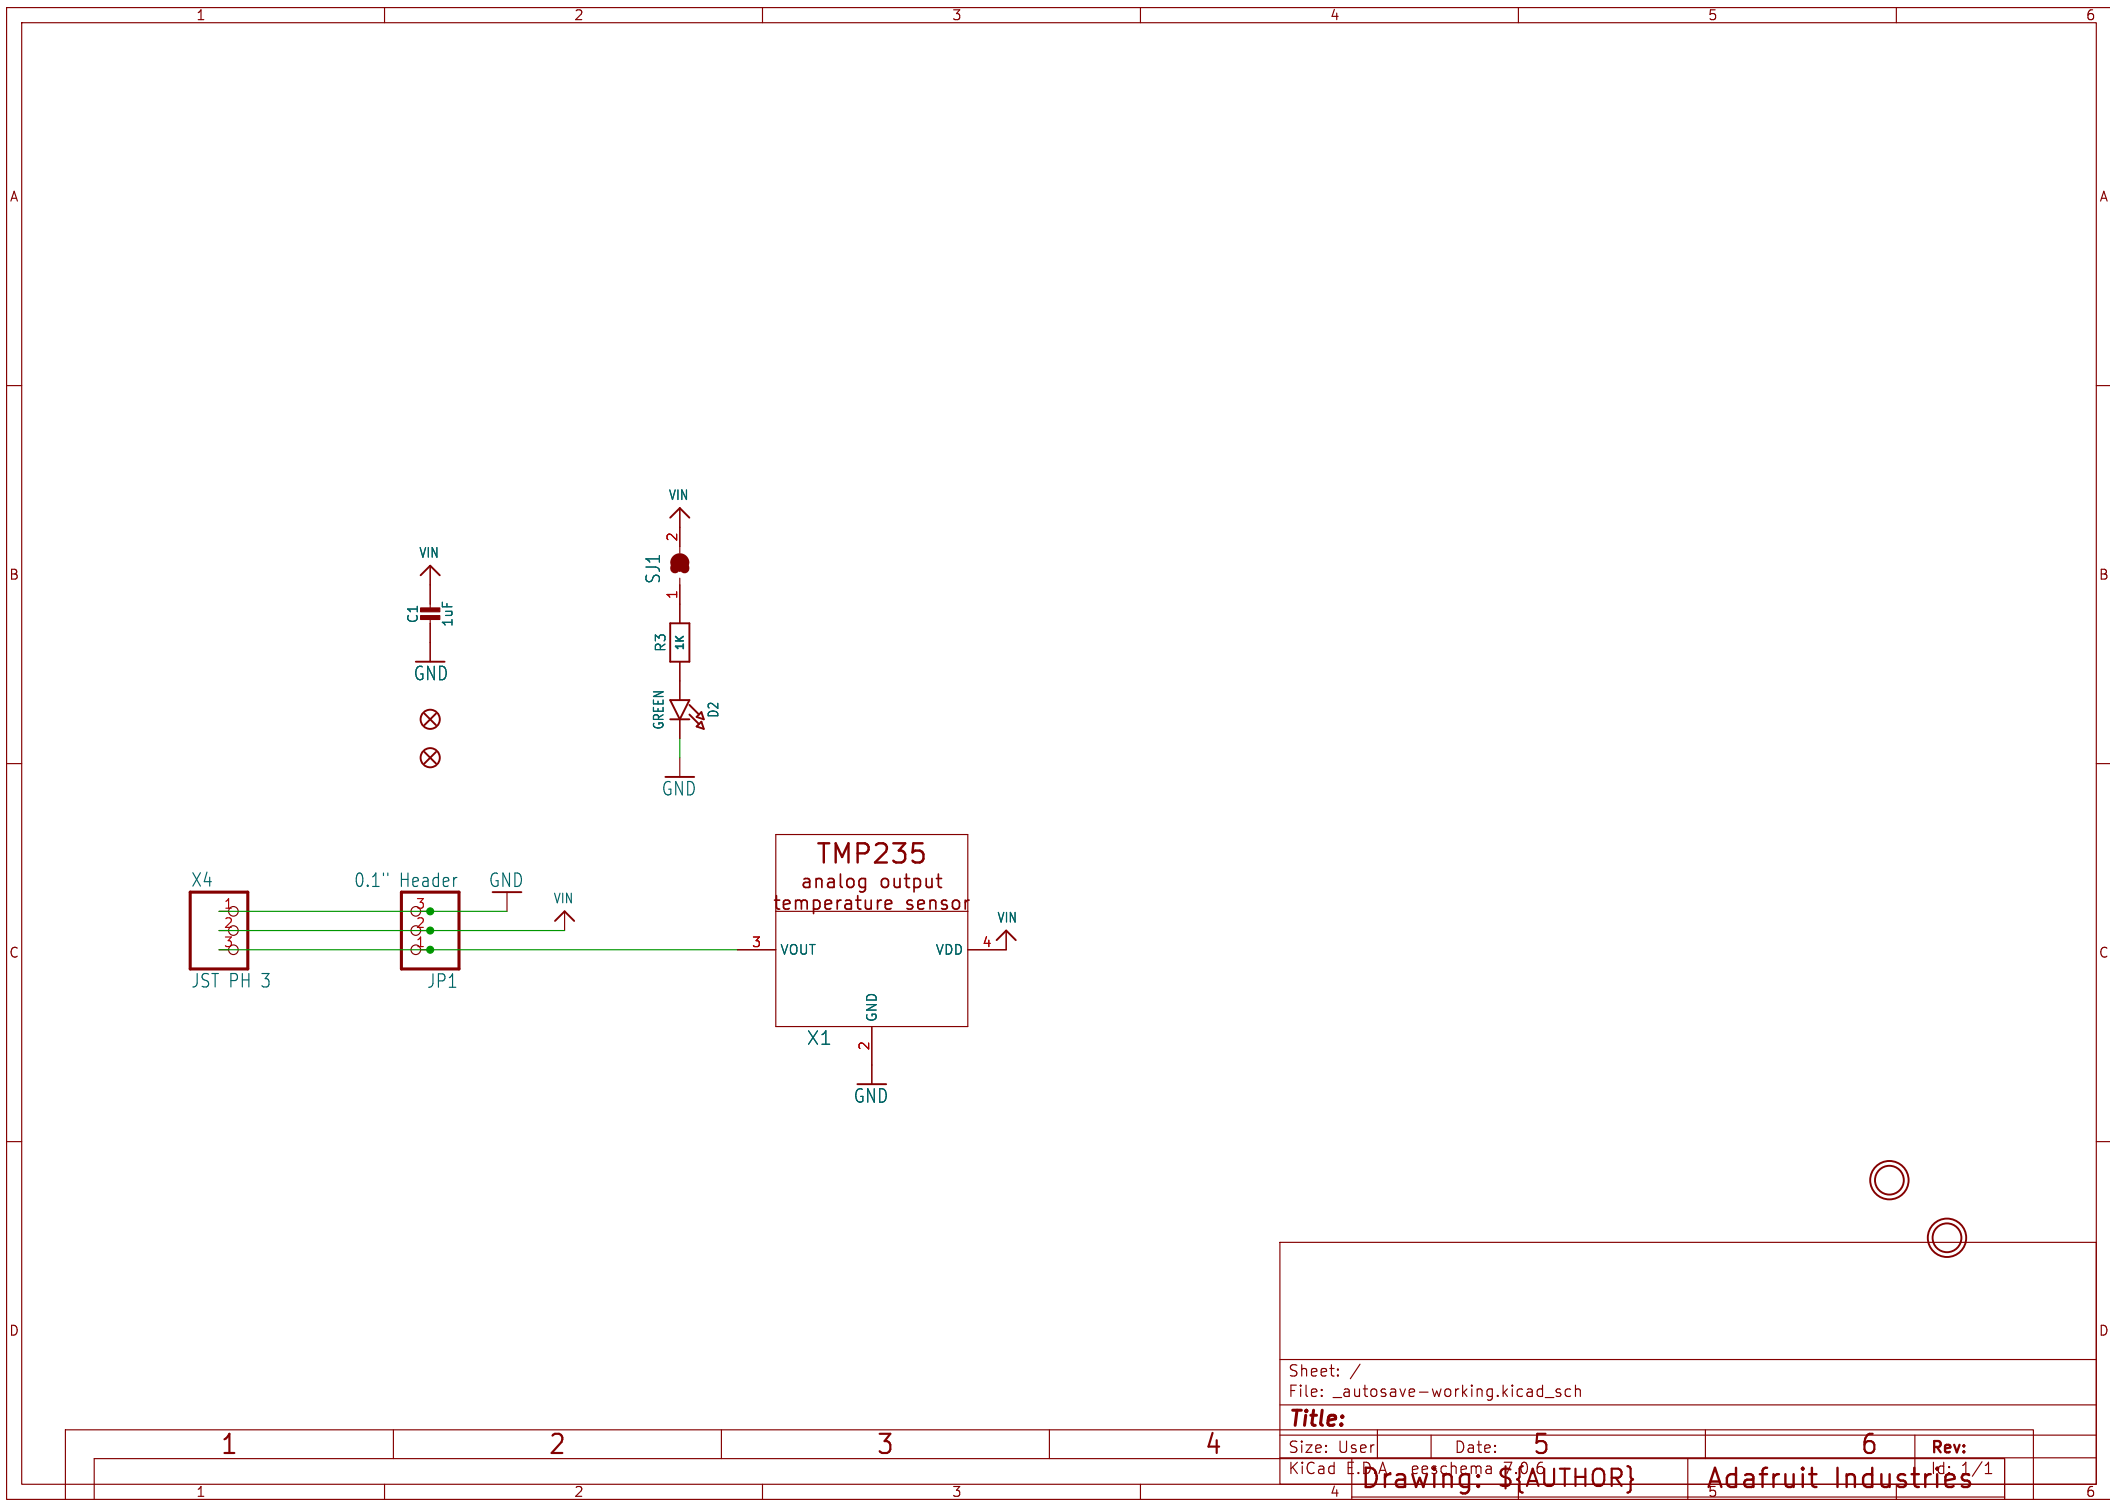 1 2 3 4 5 6
A A
VIN
2
SJ1
VIN
B B
1
C1 1uF
R3 1K
GND
GREEN D2
GND
TMP235
X4 0.1" Header GND
analog output
VIN
temperature sensor
1 3
VIN
2 2
3 1 3 VOUT VDD 4
C C
JST PH 3 JP1
GND
X1
2
GND
D D
Sheet: /
File: _autosave-working.kicad_sch
Title:
1 2 3 4 5 6
Size: User Date: Rev:
KiCad E.D.A. eeschema 7.0.6 Id: 1/1
Drawing: ${AUTHOR} Adafruit Industries
1 2 3 4 5 6